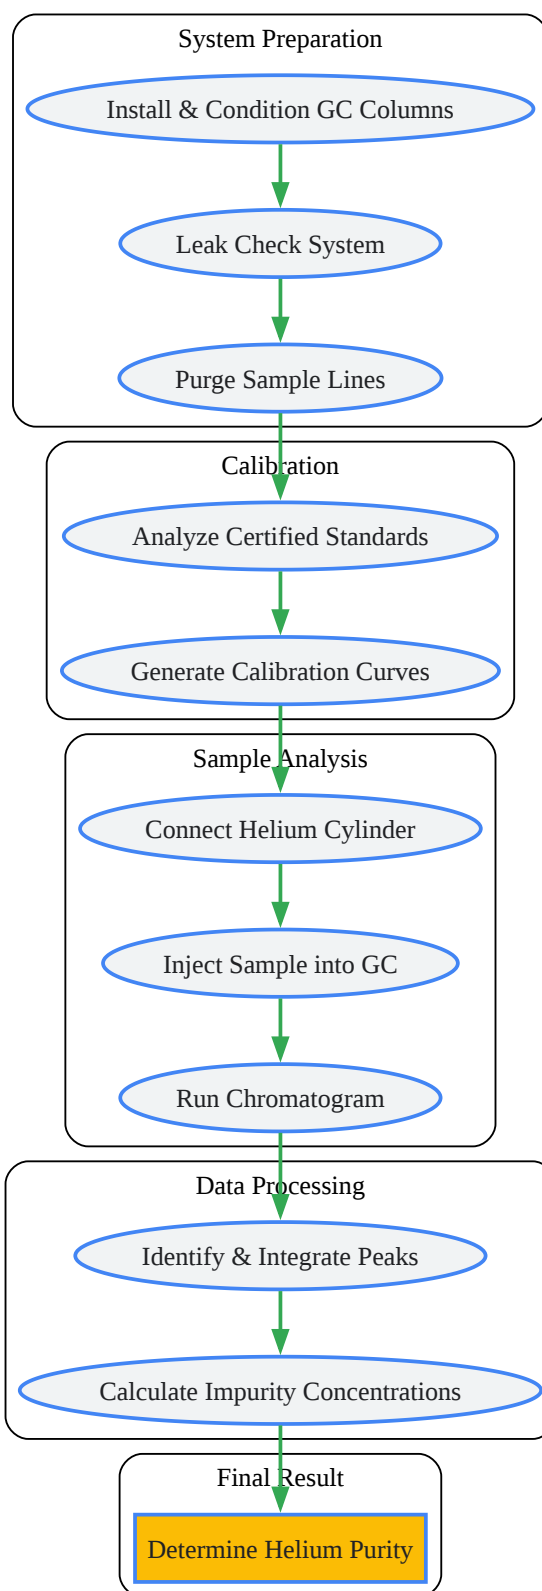 System Preparation
Install & Condition GC Columns
Leak Check System
Purge Sample Lines
Calibration
Analyze Certified Standards
Generate Calibration Curves
Sample Analysis
Connect Helium Cylinder
Inject Sample into GC
Run Chromatogram
Data Processing
Identify & Integrate Peaks
Calculate Impurity Concentrations
Final Result
Determine Helium Purity